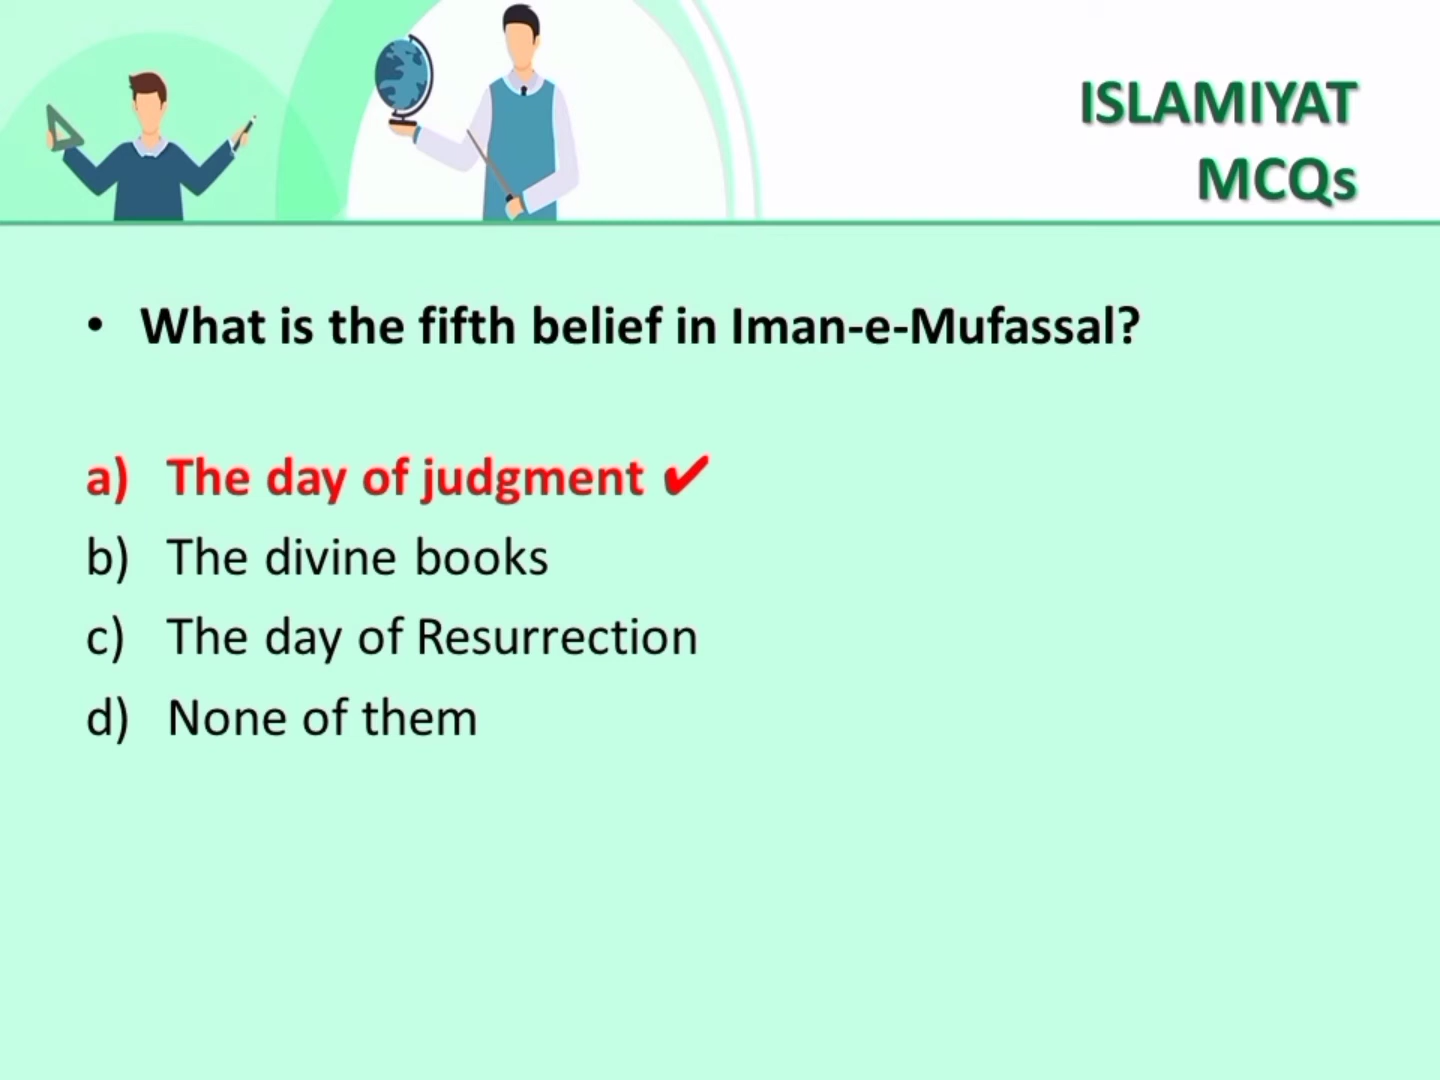 ISLAMIYAT
MCQs
• What is the fifth belief in Iman-e-Mufassal?
a) The day of judgment ✔
b) The divine books
c) The day of Resurrection
d) None of them